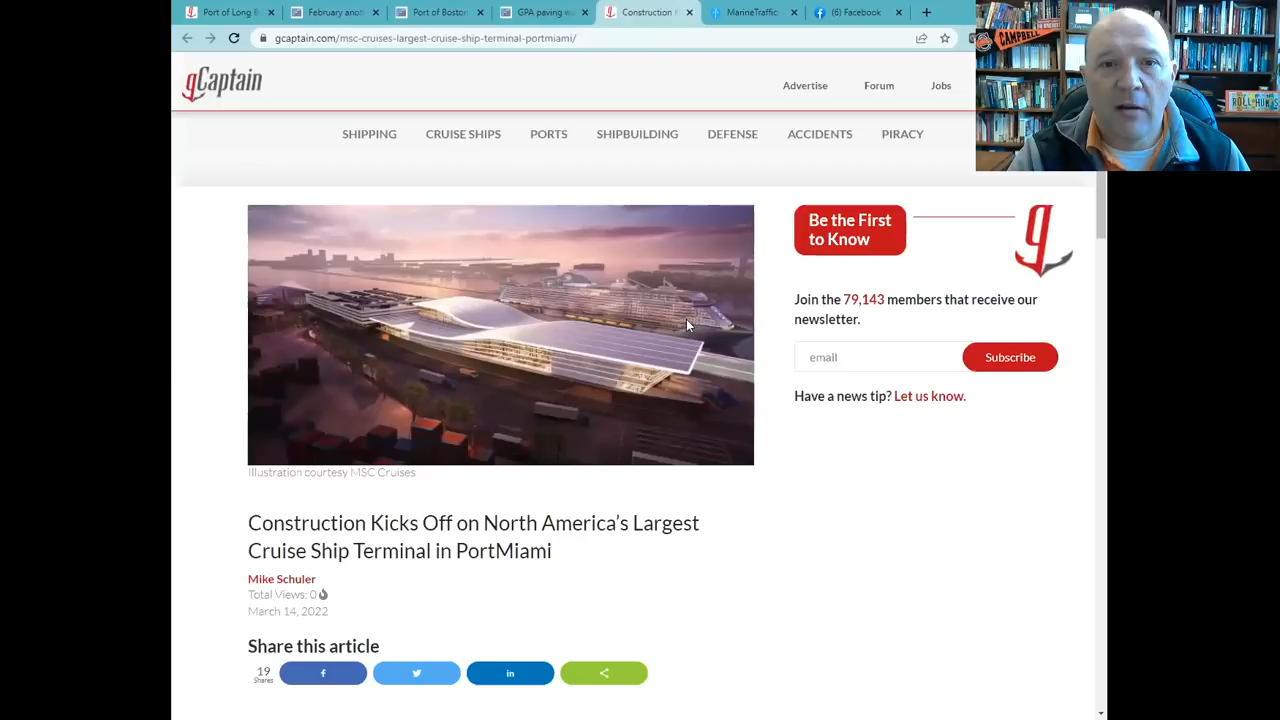 Port of Long B
February anot
Port of Boston
GPA paving w
Construction K
MarineTraffic
(6) Facebook
gcaptain.com/msc-cruises-largest-cruise-ship-terminal-portmiami/
CAMPBELL
ROLL HUMPS
gCaptain
Advertise
Forum
Jobs
SHIPPING
CRUISE SHIPS
PORTS
SHIPBUILDING
DEFENSE
ACCIDENTS
PIRACY
Be the First
to Know
Join the 79,143 members that receive our
newsletter.
email
Subscribe
Have a news tip? Let us know.
Illustration courtesy MSC Cruises
Construction Kicks Off on North America's Largest
Cruise Ship Terminal in PortMiami
Mike Schuler
Total Views: 0
March 14, 2022
Share this article
19
Shares